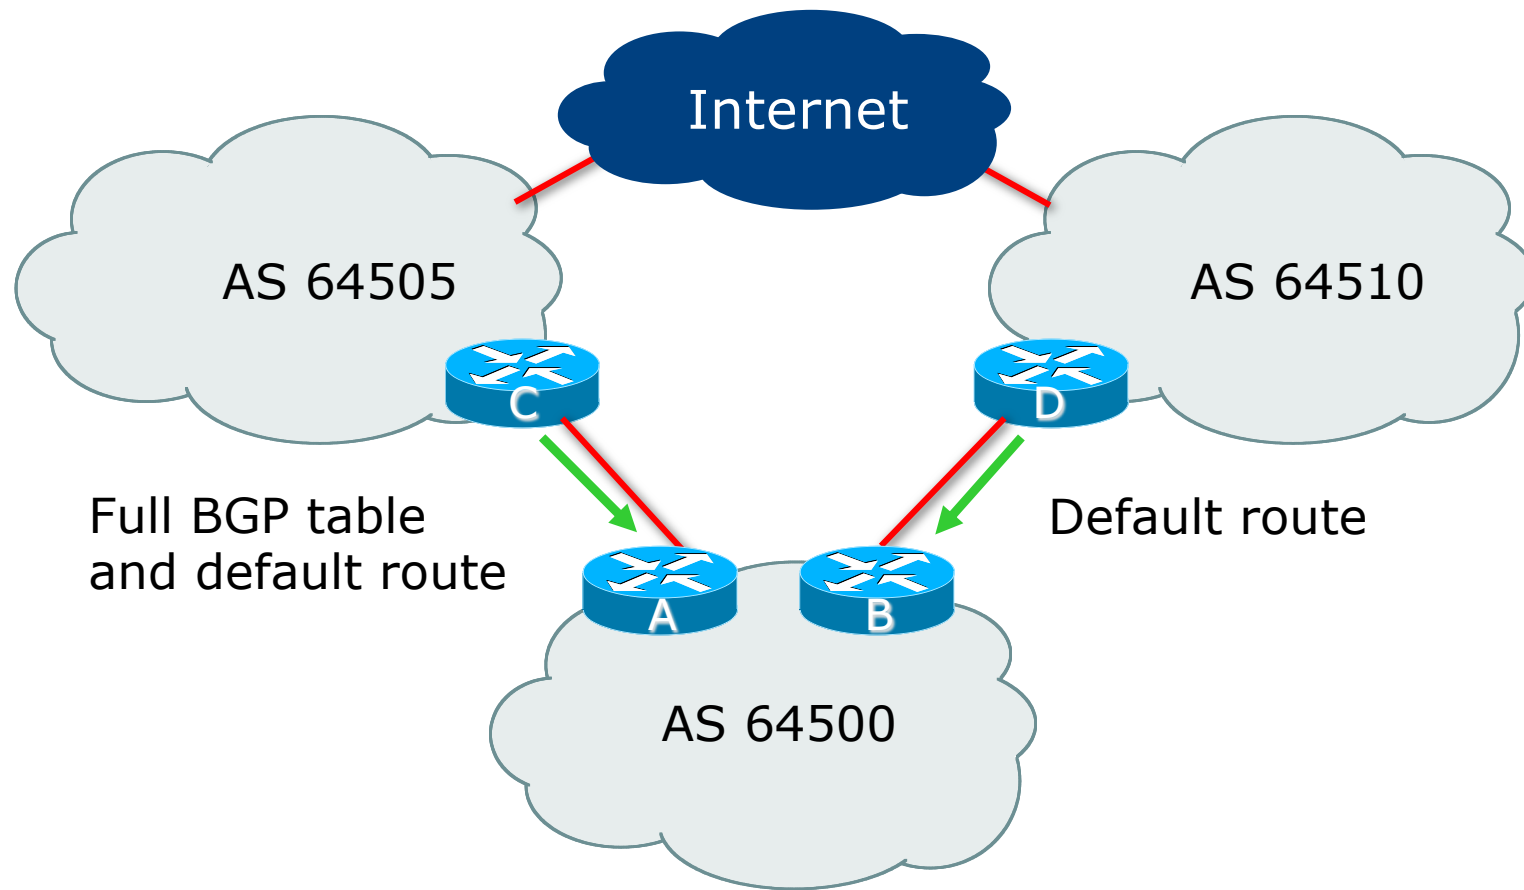 Internet
AS 64505
AS 64510
C
D
Full BGP table
and default route
Default route
A
B
AS 64500